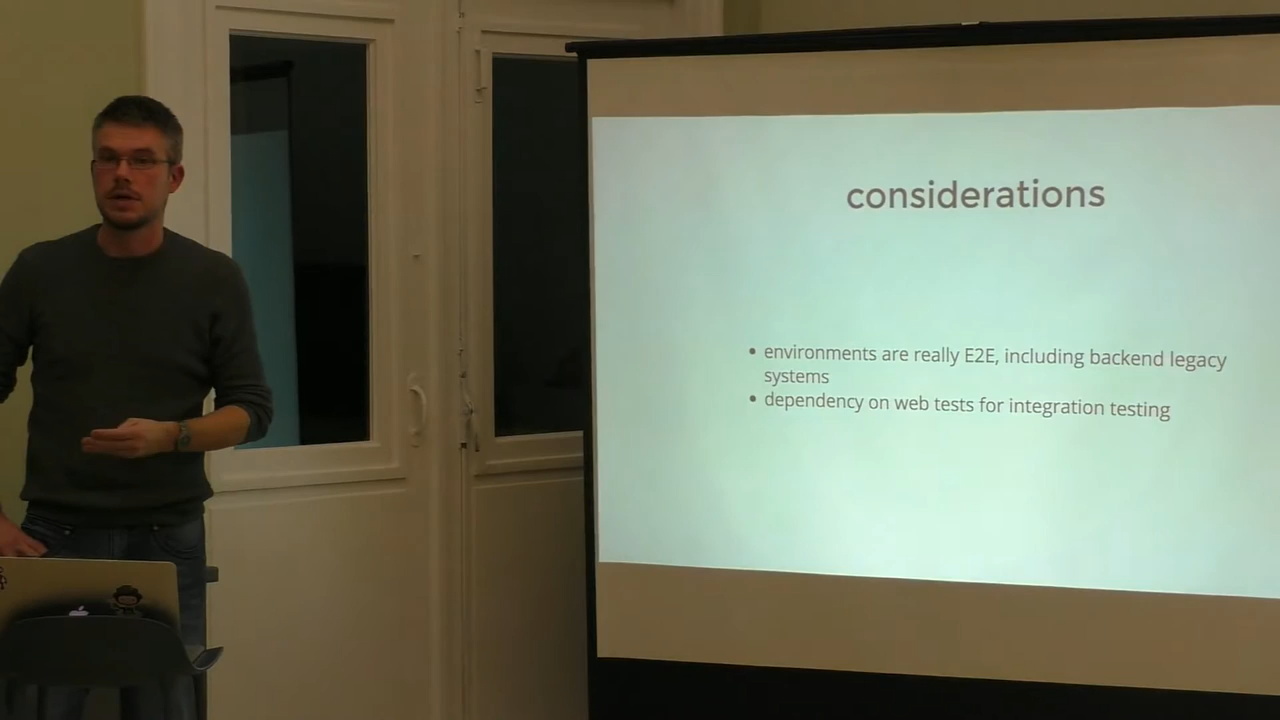 considerations
• environments are really E2E, including backend legacy
systems
• dependency on web tests for integration testing